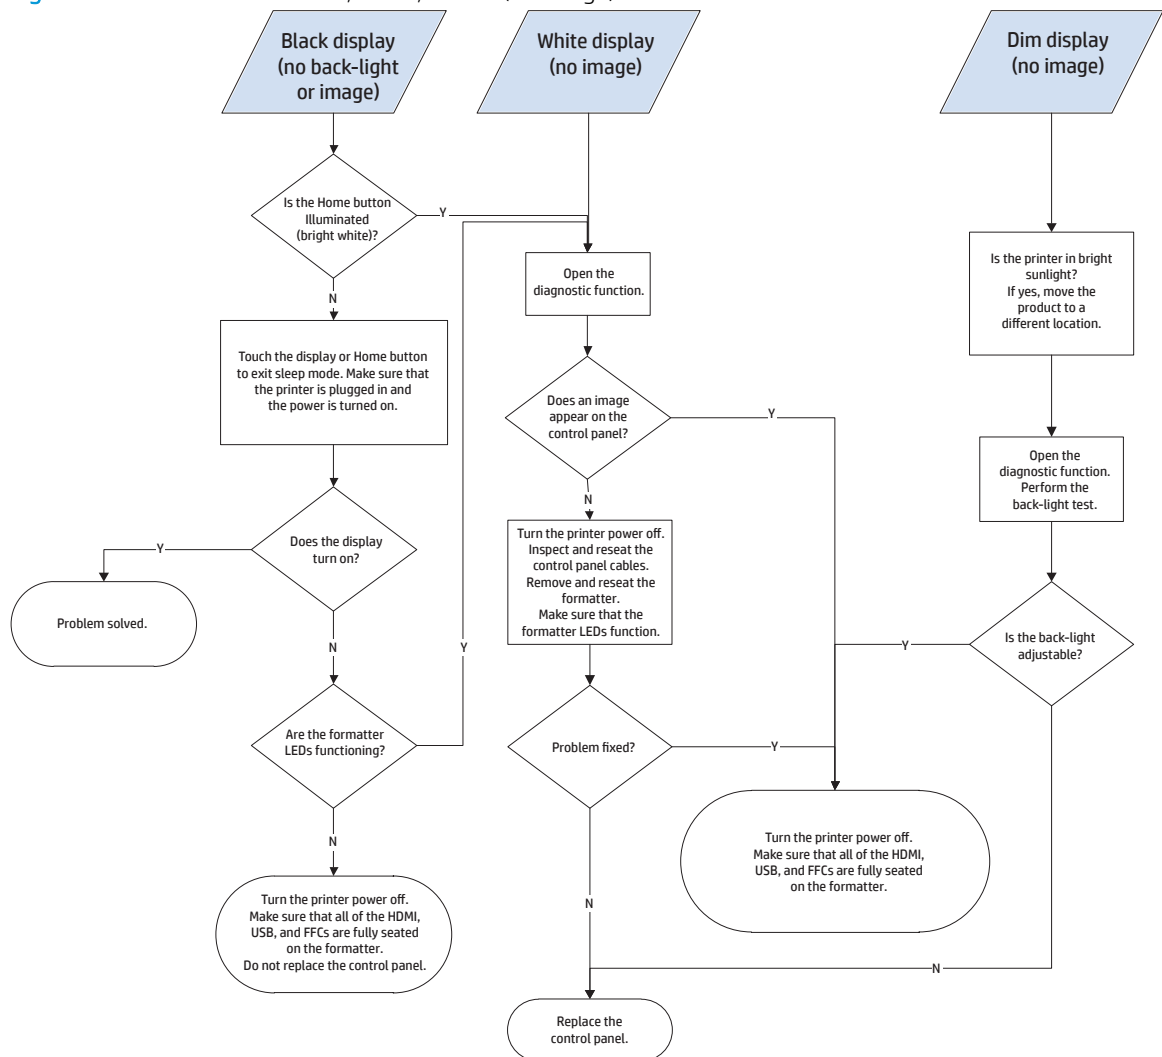 Black display
(no back-light
or image)
White display
(no image)
Dim display
(no image)
Is the Home button
Illuminated
(bright white)?
Y
N
Touch the display or Home button
to exit sleep mode. Make sure that
the printer is plugged in and
the power is turned on.
Does the display
turn on?
Y
Problem solved.
N
Are the formatter
LEDs functioning?
Y
N
Turn the printer power off.
Make sure that all of the HDMI,
USB, and FFCs are fully seated
on the formatter.
Do not replace the control panel.
Open the
diagnostic function.
Does an image
appear on the
control panel?
Y
N
Turn the printer power off.
Inspect and reseat the
control panel cables.
Remove and reseat the
formatter.
Make sure that the
formatter LEDs function.
Problem fixed?
Y
N
Turn the printer power off.
Make sure that all of the HDMI,
USB, and FFCs are fully seated
on the formatter.
Replace the
control panel.
Is the printer in bright
sunlight?
If yes, move the
product to a
different location.
Open the
diagnostic function.
Perform the
back-light test.
Is the back-light
adjustable?
Y
N